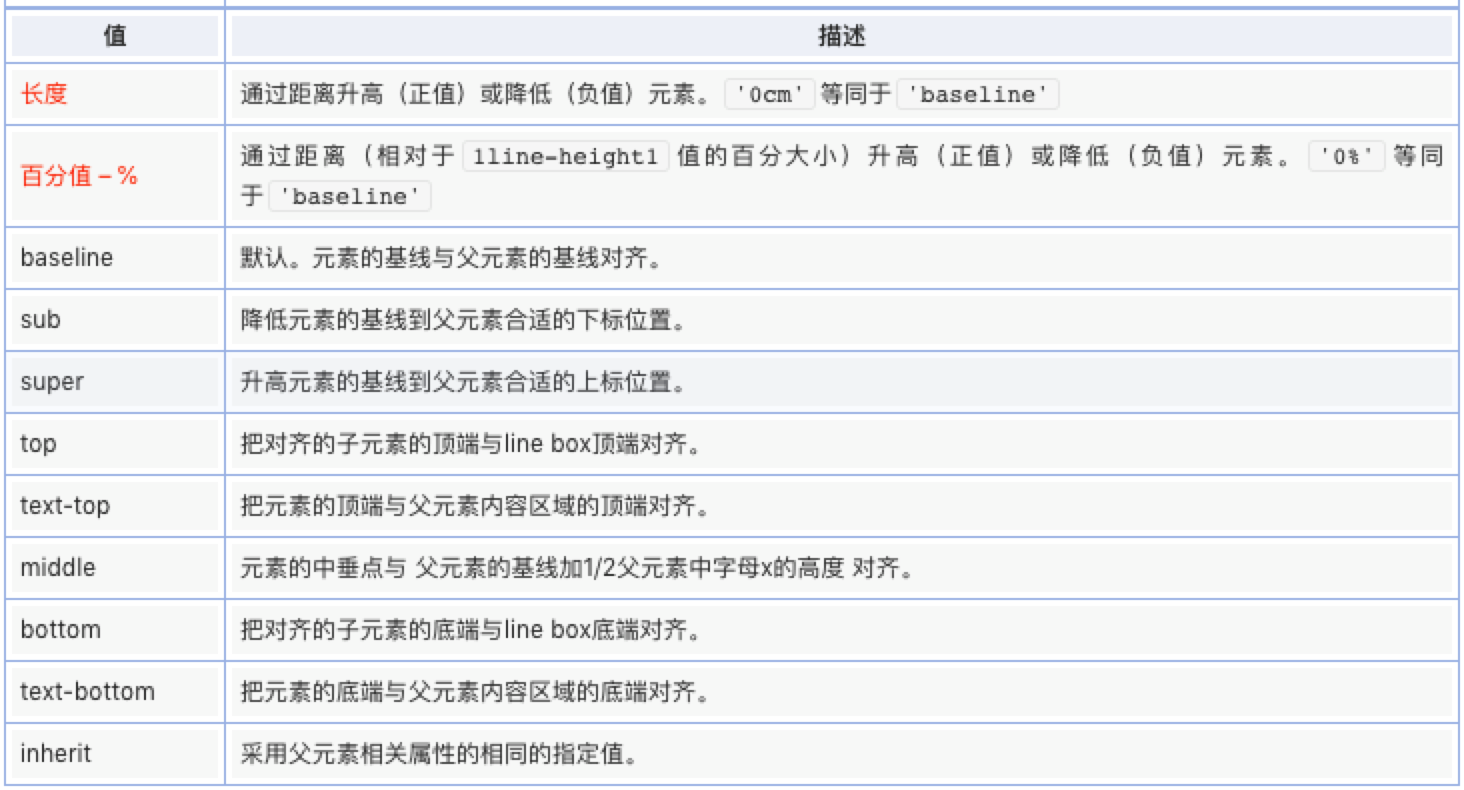 值 描述
长度 通过距离升高（正值）或降低（负值）元素。 '0cm' 等同于 'baseline'
百分值 – % 通过距离（相对于 1line-height1 值的百分大小）升高（正值）或降低（负值）元素。 '0%' 等同
于 'baseline'
baseline 默认。元素的基线与父元素的基线对齐。
sub 降低元素的基线到父元素合适的下标位置。
super 升高元素的基线到父元素合适的上标位置。
top 把对齐的子元素的顶端与line box顶端对齐。
text-top 把元素的顶端与父元素内容区域的顶端对齐。
middle 元素的中垂点与 父元素的基线加1/2父元素中字母x的高度 对齐。
bottom 把对齐的子元素的底端与line box底端对齐。
text-bottom 把元素的底端与父元素内容区域的底端对齐。
inherit 采用父元素相关属性的相同的指定值。